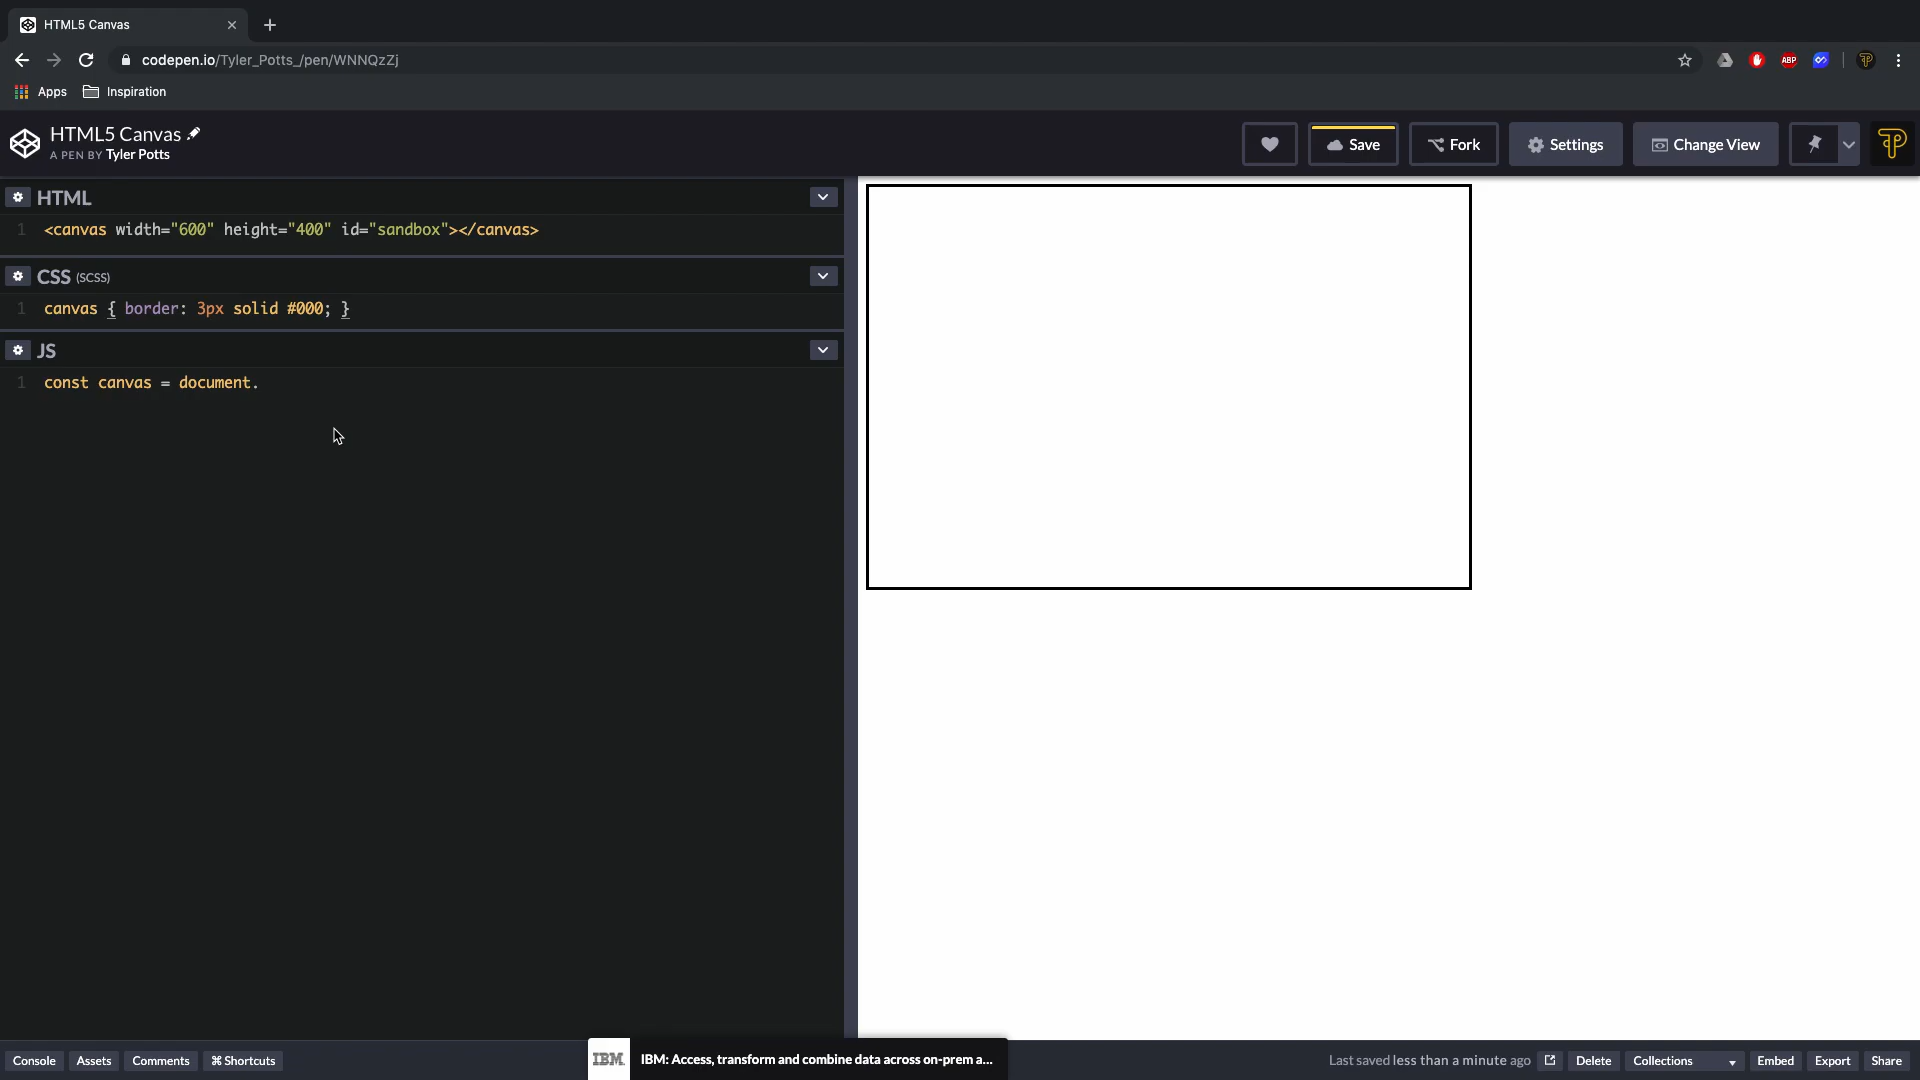 HTML5 Canvas
codepen.io/Tyler_Potts_/pen/WNNQzZj
ABP
Apps
Inspiration
HTML5 Canvas
A PEN BY Tyler Potts
Save
Fork
Settings
Change View
HTML
1 <canvas width="600" height="400" id="sandbox"></canvas>
CSS (SCSS)
1 canvas { border: 3px solid #000; }
JS
1 const canvas = document.
Console
Assets
Comments
⌘ Shortcuts
IBM
IBM: Access, transform and combine data across on-prem a...
Last saved less than a minute ago
Delete
Collections
Embed
Export
Share